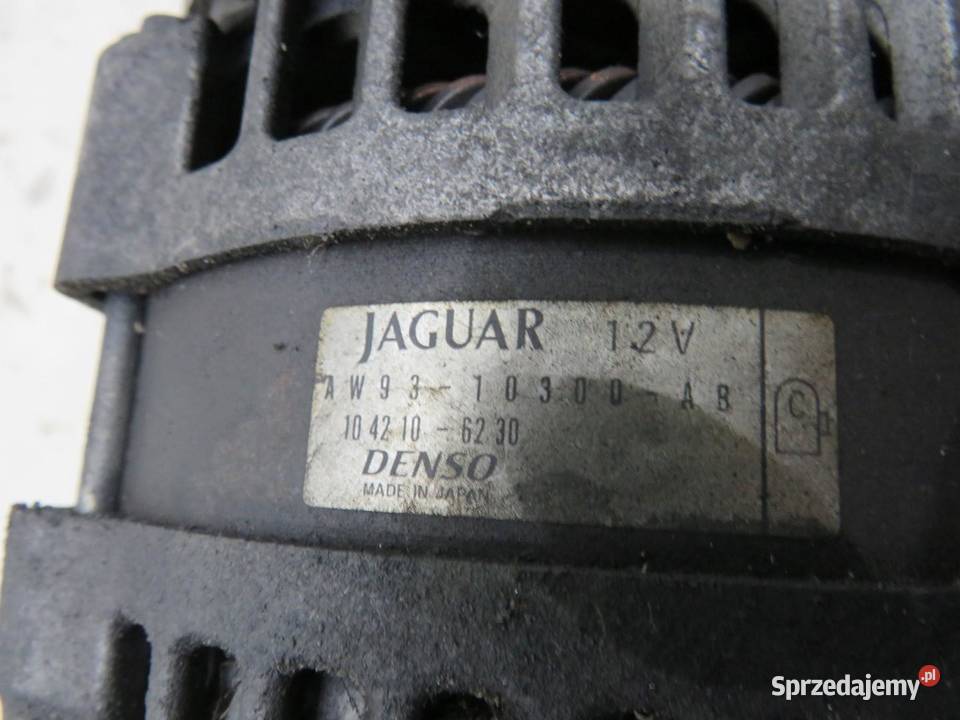 JAGUAR 12V
AW93-10300-AB
104210-6230
DENSO
MADE IN JAPAN
C
Sprzedajemy.pl